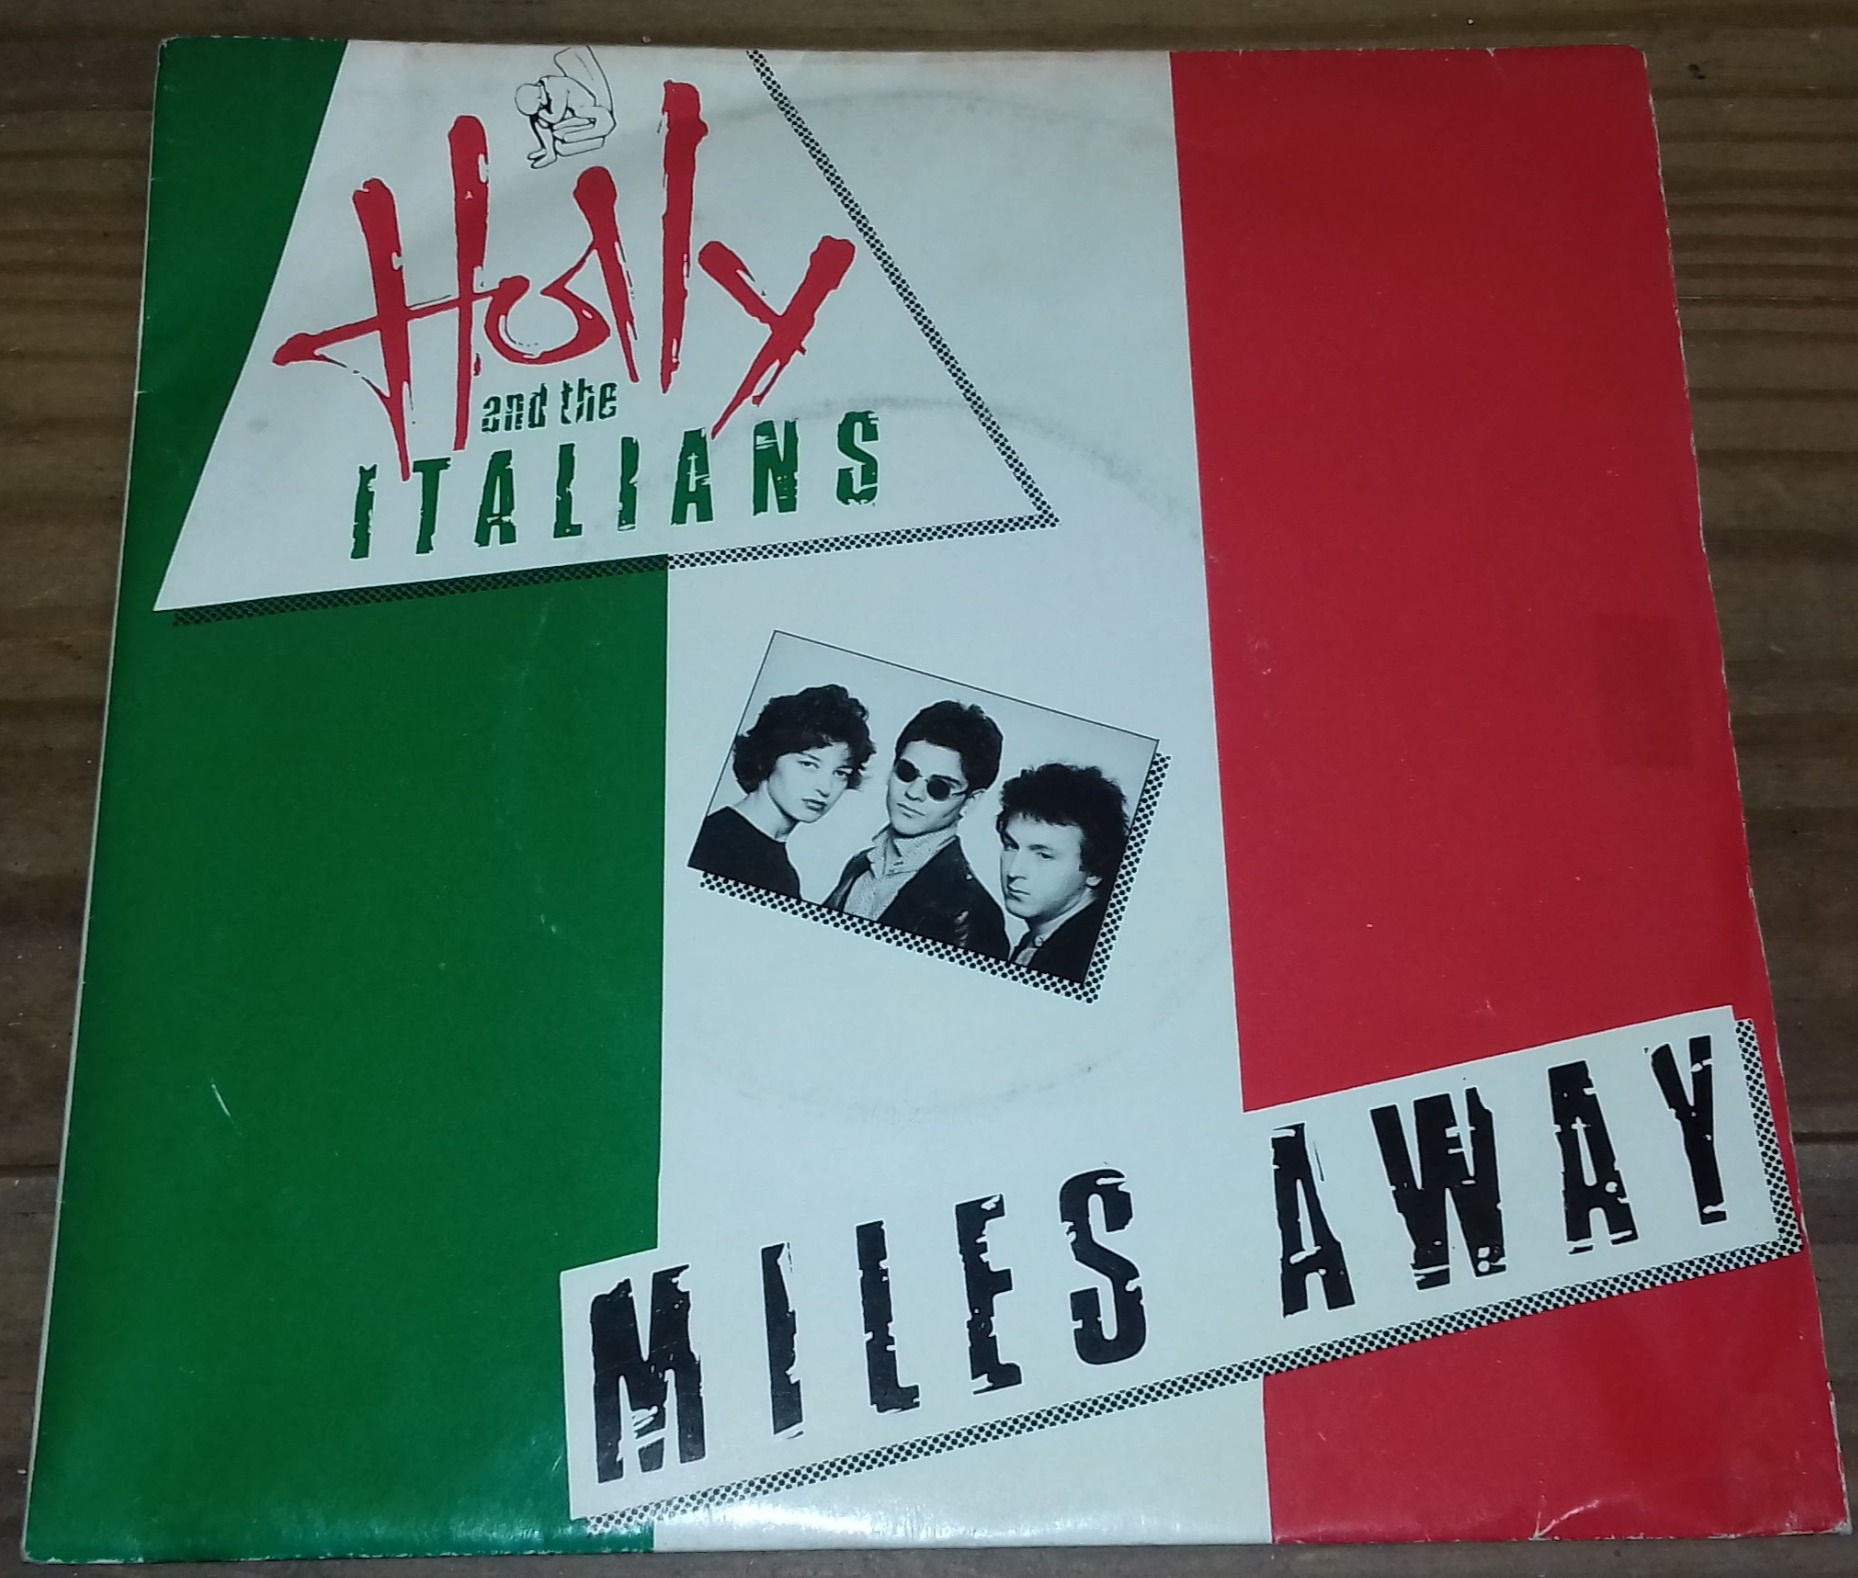 Holly
and the
ITALIANS
MILES AWAY